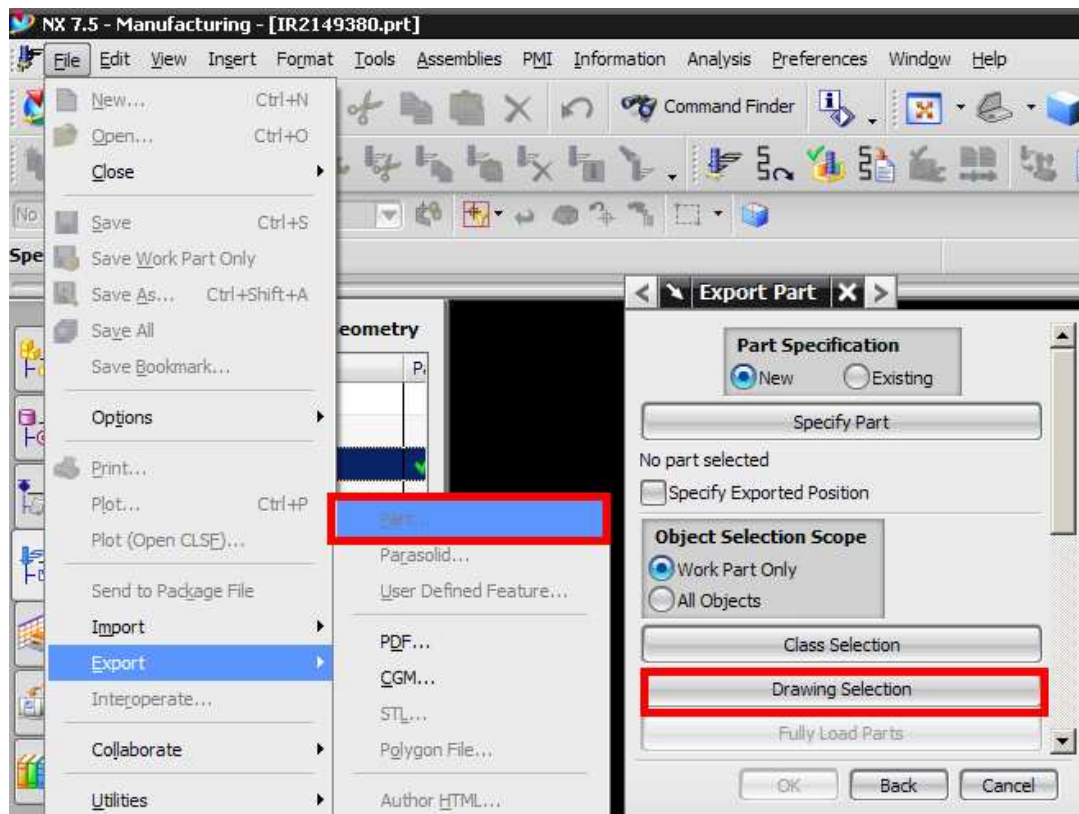 NX 7.5 - Manufacturing - [IR2149380.prt]
File Edit View Insert Format Tools Assemblies PMI Information Analysis Preferences Window Help
New... Ctrl+N
Open... Ctrl+O
Close
Save Ctrl+S
Save Work Part Only
Save As... Ctrl+Shift+A
Save All
Save Bookmark...
Options
Print...
Plot... Ctrl+P
Plot (Open CLSF)...
Send to Package File
Import
Export
Interoperate...
Collaborate
Utilities
Command Finder
No
Spe
eometry
P
Part...
Parasolid...
User Defined Feature...
PDF...
CGM...
STL...
Polygon File...
Author HTML...
Export Part
Part Specification
New Existing
Specify Part
No part selected
Specify Exported Position
Object Selection Scope
Work Part Only
All Objects
Class Selection
Drawing Selection
Fully Load Parts
OK Back Cancel